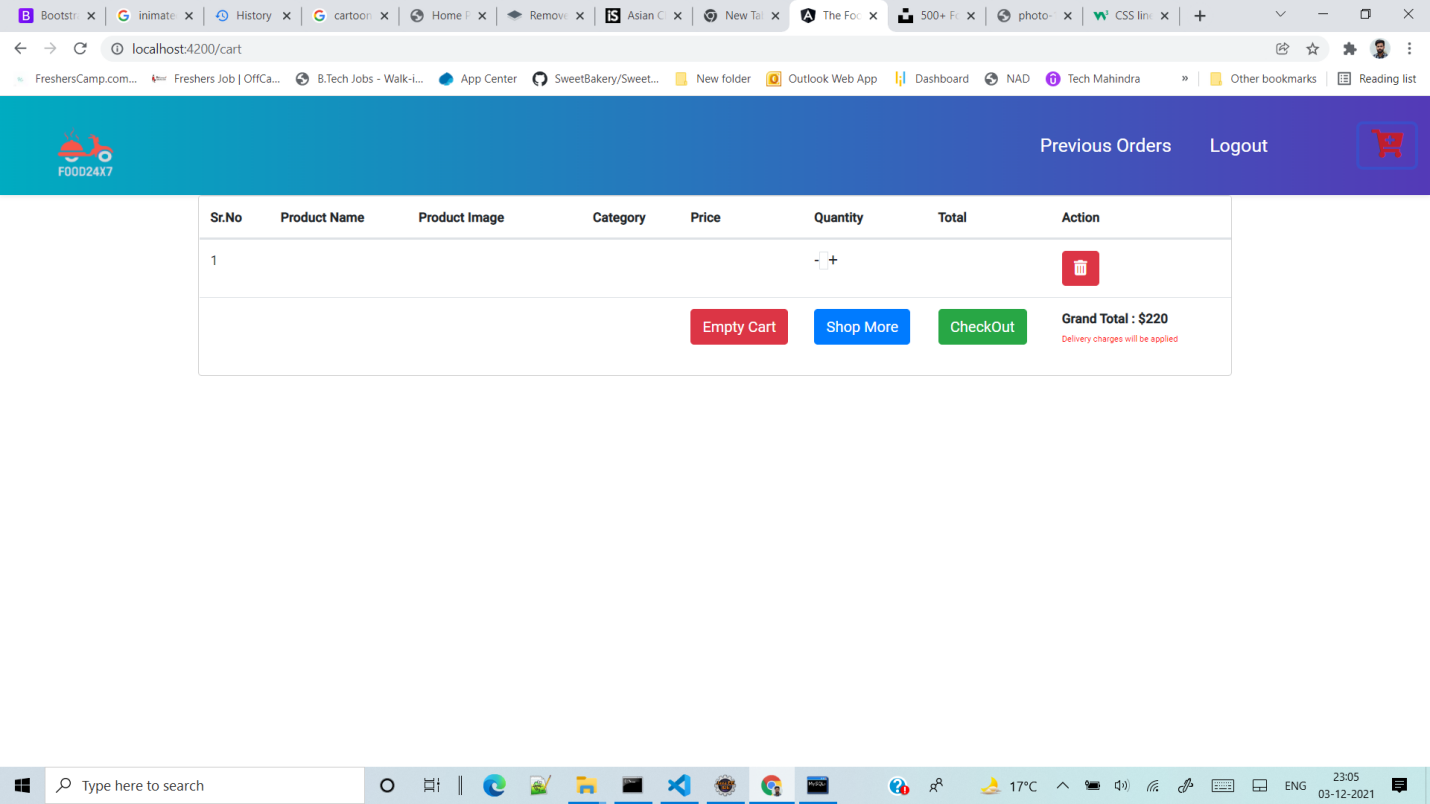 Bootstr
inimate
History
cartoon
Home P
Remove
Asian C
New Tab
The Foo
500+ Fo
photo-1
CSS line
localhost:4200/cart
FreshersCamp.com...
Freshers Job | OffCa...
B.Tech Jobs - Walk-i...
App Center
SweetBakery/Sweet...
New folder
Outlook Web App
Dashboard
NAD
Tech Mahindra
»
Other bookmarks
Reading list
FOOD24X7
Previous Orders
Logout
Sr.No Product Name Product Image Category Price Quantity Total Action
1 - +
Empty Cart Shop More CheckOut Grand Total : $220
Delivery charges will be applied
Type here to search
17°C
ENG
23:05
03-12-2021